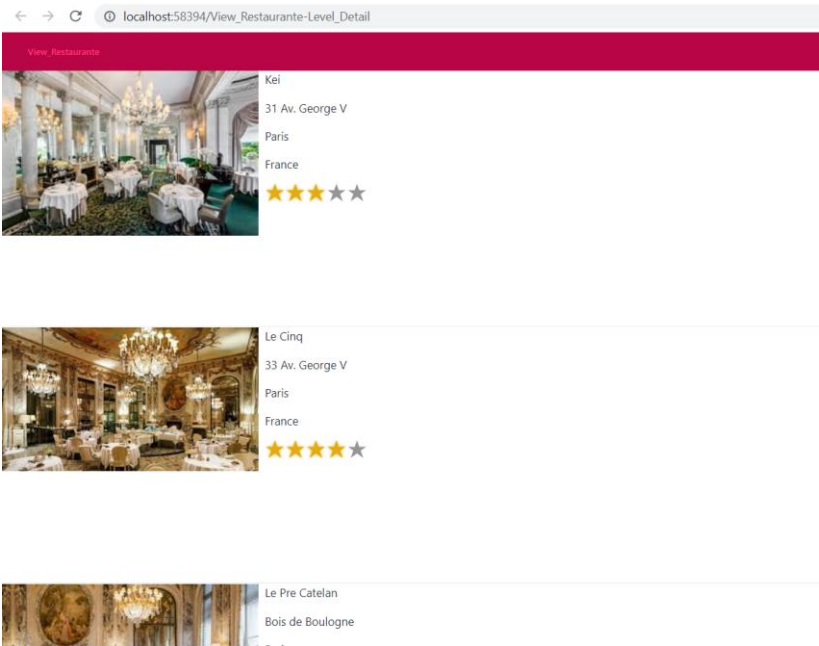 localhost:58394/View_Restaurante-Level_Detail
View_Restaurante
Kei
31 Av. George V
Paris
France
Le Cinq
33 Av. George V
Paris
France
Le Pre Catelan
Bois de Boulogne